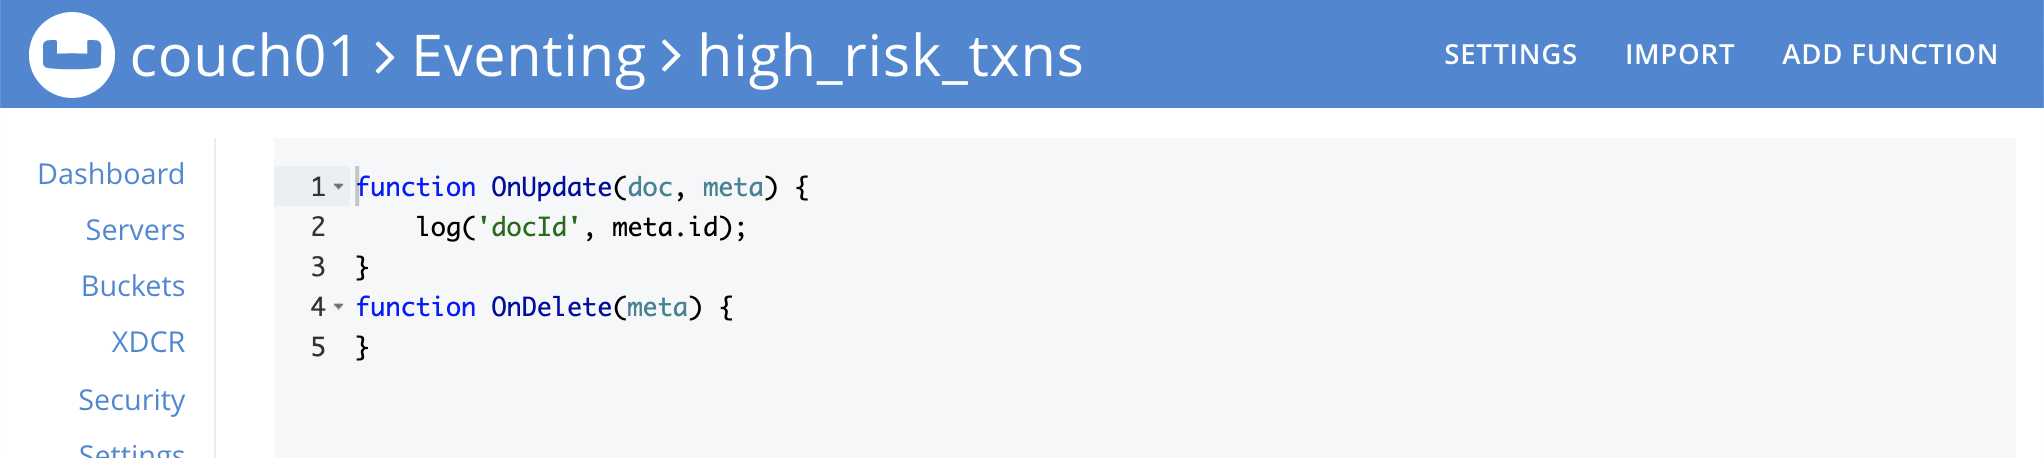 couch01 > Eventing > high_risk_txns
SETTINGS IMPORT ADD FUNCTION
Dashboard
Servers
Buckets
XDCR
Security
Settings
1 function OnUpdate(doc, meta) {
2     log('docId', meta.id);
3 }
4 function OnDelete(meta) {
5 }